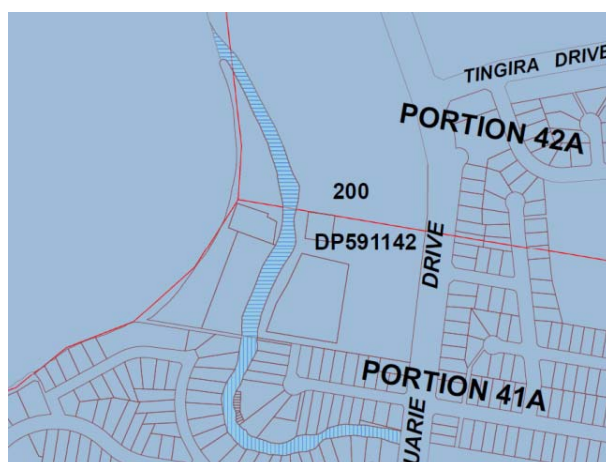 TINGIRA DRIVE
PORTION 42A
200
DP591142
DRIVE
PORTION 41A
UARIE